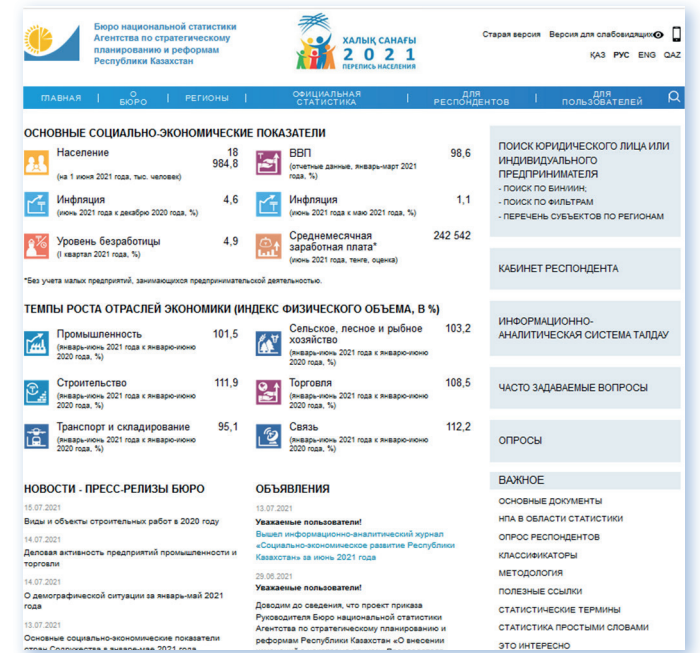 Бюро национальной статистики
Агентства по стратегическому
планированию и реформам
Республики Казахстан
ХАЛЫҚ САНАҒЫ
2 0 2 1
ПЕРЕПИСЬ НАСЕЛЕНИЯ
Старая версия Версия для слабовидящих
ҚАЗ РУС ENG QAZ
ГЛАВНАЯ | О БЮРО | РЕГИОНЫ | ОФИЦИАЛЬНАЯ СТАТИСТИКА | ДЛЯ РЕСПОНДЕНТОВ | ДЛЯ ПОЛЬЗОВАТЕЛЕЙ
ОСНОВНЫЕ СОЦИАЛЬНО-ЭКОНОМИЧЕСКИЕ ПОКАЗАТЕЛИ
Население 18 984,8
(на 1 июня 2021 года, тыс. человек)
ВВП 98,6
(отчетные данные, январь-март 2021
года, %)
Инфляция 4,6
(июнь 2021 года к декабрю 2020 года, %)
Инфляция 1,1
(июнь 2021 года к маю 2021 года, %)
Уровень безработицы 4,9
(I квартал 2021 года, %)
Среднемесячная 242 542
заработная плата*
(июнь 2021 года, тенге, оценка)
*Без учета малых предприятий, занимающихся предпринимательской деятельностью.
ТЕМПЫ РОСТА ОТРАСЛЕЙ ЭКОНОМИКИ (ИНДЕКС ФИЗИЧЕСКОГО ОБЪЕМА, В %)
Промышленность 101,5
(январь-июнь 2021 года к январю-июню
2020 года, %)
Сельское, лесное и рыбное 103,2
хозяйство
(январь-июнь 2021 года к январю-июню
2020 года, %)
Строительство 111,9
(январь-июнь 2021 года к январю-июню
2020 года, %)
Торговля 108,5
(январь-июнь 2021 года к январю-июню
2020 года, %)
Транспорт и складирование 95,1
(январь-июнь 2021 года к январю-июню
2020 года, %)
Связь 112,2
(январь-июнь 2021 года к январю-июню
2020 года, %)
НОВОСТИ - ПРЕСС-РЕЛИЗЫ БЮРО
15.07.2021
Виды и объекты строительных работ в 2020 году
14.07.2021
Деловая активность предприятий промышленности и
торговли
14.07.2021
О демографической ситуации за январь-май 2021
года
13.07.2021
Основные социально-экономические показатели
стран Содружества в январе-мае 2021 года
ОБЪЯВЛЕНИЯ
13.07.2021
Уважаемые пользователи!
Вышел информационно-аналитический журнал
«Социально-экономическое развитие Республики
Казахстан» за июнь 2021 года
29.06.2021
Уважаемые пользователи!
Доводим до сведения, что проект приказа
Руководителя Бюро национальной статистики
Агентства по стратегическому планированию и
реформам Республики Казахстан «О внесении
ПОИСК ЮРИДИЧЕСКОГО ЛИЦА ИЛИ
ИНДИВИДУАЛЬНОГО
ПРЕДПРИНИМАТЕЛЯ
- ПОИСК ПО БИН/ИИН;
- ПОИСК ПО ФИЛЬТРАМ
- ПЕРЕЧЕНЬ СУБЪЕКТОВ ПО РЕГИОНАМ
КАБИНЕТ РЕСПОНДЕНТА
ИНФОРМАЦИОННО-
АНАЛИТИЧЕСКАЯ СИСТЕМА ТАЛДАУ
ЧАСТО ЗАДАВАЕМЫЕ ВОПРОСЫ
ОПРОСЫ
ВАЖНОЕ
ОСНОВНЫЕ ДОКУМЕНТЫ
НПА В ОБЛАСТИ СТАТИСТИКИ
ОПРОС РЕСПОНДЕНТОВ
КЛАССИФИКАТОРЫ
МЕТОДОЛОГИЯ
ПОЛЕЗНЫЕ ССЫЛКИ
СТАТИСТИЧЕСКИЕ ТЕРМИНЫ
СТАТИСТИКА ПРОСТЫМИ СЛОВАМИ
ЭТО ИНТЕРЕСНО